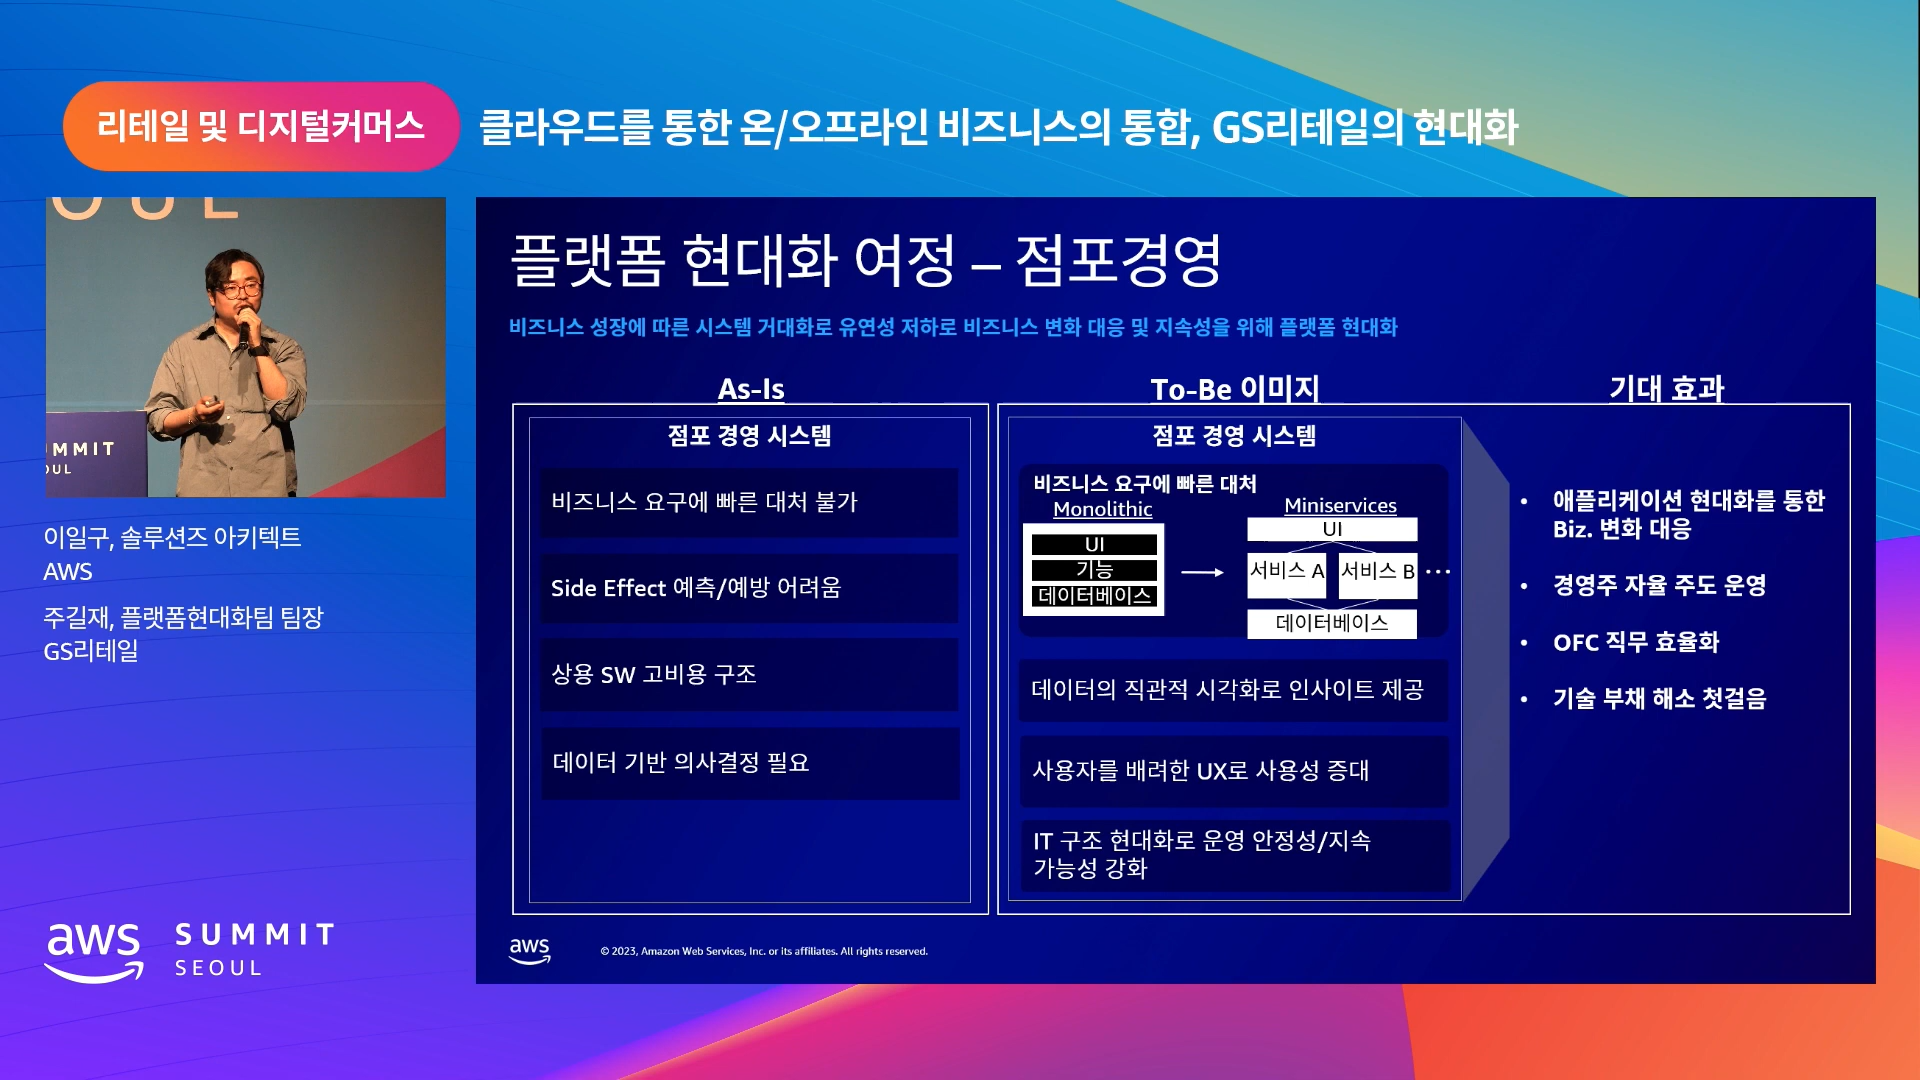 리테일 및 디지털커머스
클라우드를 통한 온/오프라인 비즈니스의 통합, GS리테일의 현대화
OUL
UMMIT
OUL
이일구, 솔루션즈 아키텍트
AWS
주길재, 플랫폼현대화팀 팀장
GS리테일
aws
SUMMIT
SEOUL
플랫폼 현대화 여정 – 점포경영
비즈니스 성장에 따른 시스템 거대화로 유연성 저하로 비즈니스 변화 대응 및 지속성을 위해 플랫폼 현대화
As-Is
점포 경영 시스템
비즈니스 요구에 빠른 대처 불가
Side Effect 예측/예방 어려움
상용 SW 고비용 구조
데이터 기반 의사결정 필요
To-Be 이미지
점포 경영 시스템
비즈니스 요구에 빠른 대처
Monolithic
UI
기능
데이터베이스
Miniservices
UI
서비스 A
서비스 B
...
데이터베이스
데이터의 직관적 시각화로 인사이트 제공
사용자를 배려한 UX로 사용성 증대
IT 구조 현대화로 운영 안정성/지속
가능성 강화
기대 효과
• 애플리케이션 현대화를 통한
Biz. 변화 대응
• 경영주 자율 주도 운영
• OFC 직무 효율화
• 기술 부채 해소 첫걸음
aws
© 2023, Amazon Web Services, Inc. or its affiliates. All rights reserved.